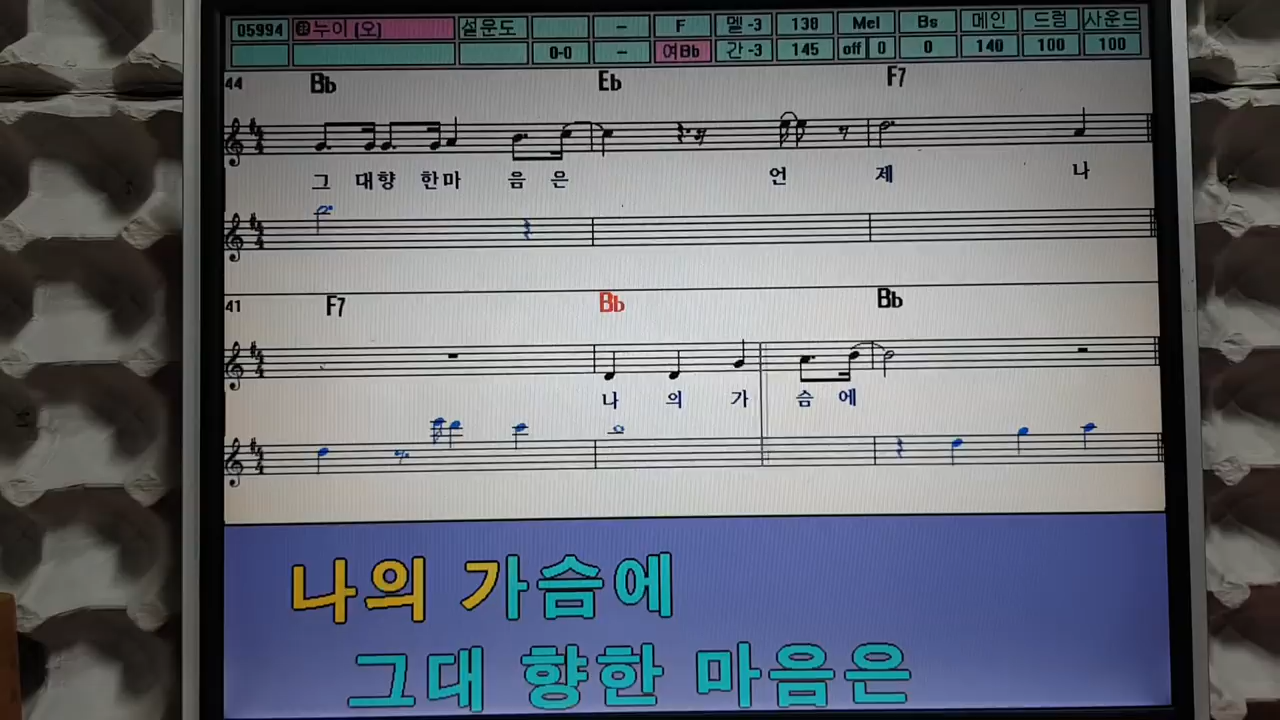 05994 누이 (오) 설운도 – F 멜 -3 138 Mel Bs 메인 드럼 사운드
0-0 – 여Bb 간 -3 145 off 0 0 140 100 100
44 Bb Eb F7
그 대향 한마 음 은 언 제 나
41 F7 Bb Bb
나 의 가 슴 에
나의 가슴에
그대 향한 마음은